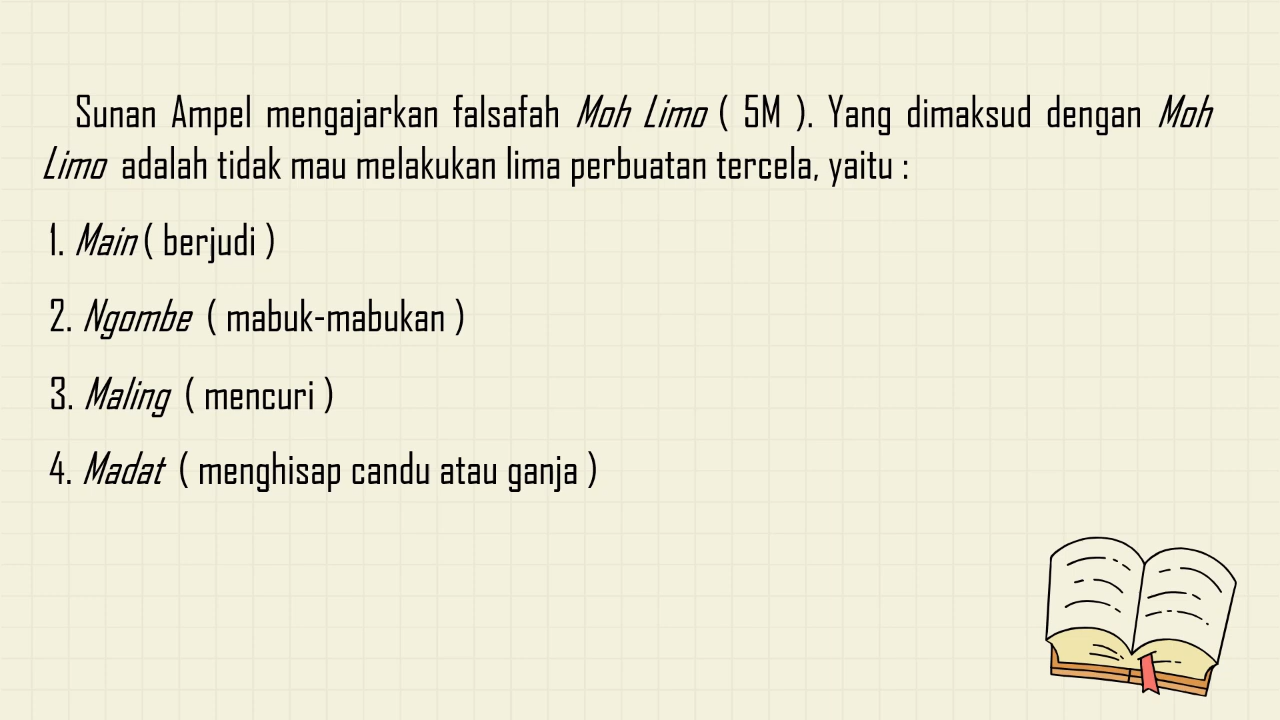 Sunan Ampel mengajarkan falsafah Moh Limo ( 5M ). Yang dimaksud dengan Moh
Limo adalah tidak mau melakukan lima perbuatan tercela, yaitu :
1. Main ( berjudi )
2. Ngombe ( mabuk-mabukan )
3. Maling ( mencuri )
4. Madat ( menghisap candu atau ganja )